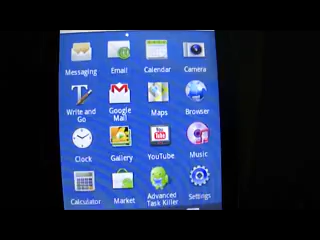 Messaging Email Calendar Camera
Write and Go Google Mail Maps Browser
Clock Gallery YouTube Music
Calculator Market Advanced Task Killer Settings